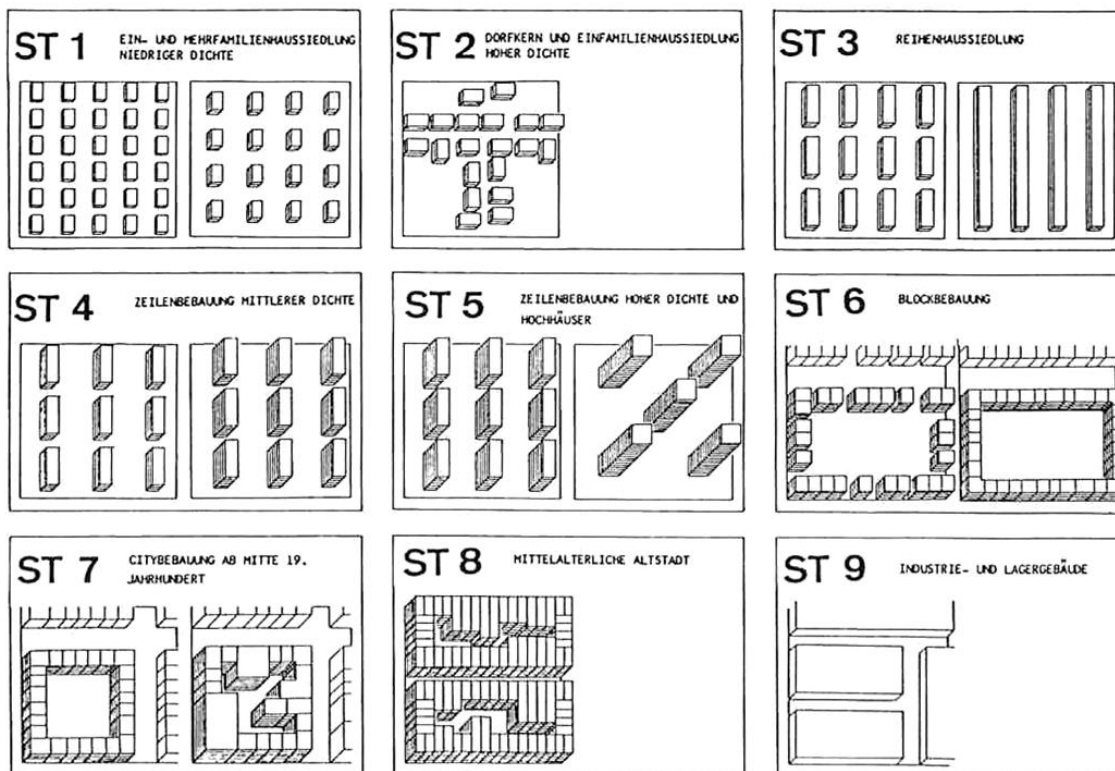 ST 1
EIN- UND MEHRFAMILIENHAUSSIEDLUNG
NIEDRIGER DICHTE
ST 2
DORFKERN UND EINFAMILIENHAUSSIEDLUNG
HOHER DICHTE
ST 3
REIHENHAUSSIEDLUNG
ST 4
ZEILENBEBAUUNG MITTLERER DICHTE
ST 5
ZEILENBEBAUUNG HOHER DICHTE UND
HOCHHÄUSER
ST 6
BLOCKBEBAUUNG
ST 7
CITYBEBAUUNG AB MITTE 19.
JAHRHUNDERT
ST 8
MITTELALTERLICHE ALTSTADT
ST 9
INDUSTRIE- UND LAGERGEBÄUDE